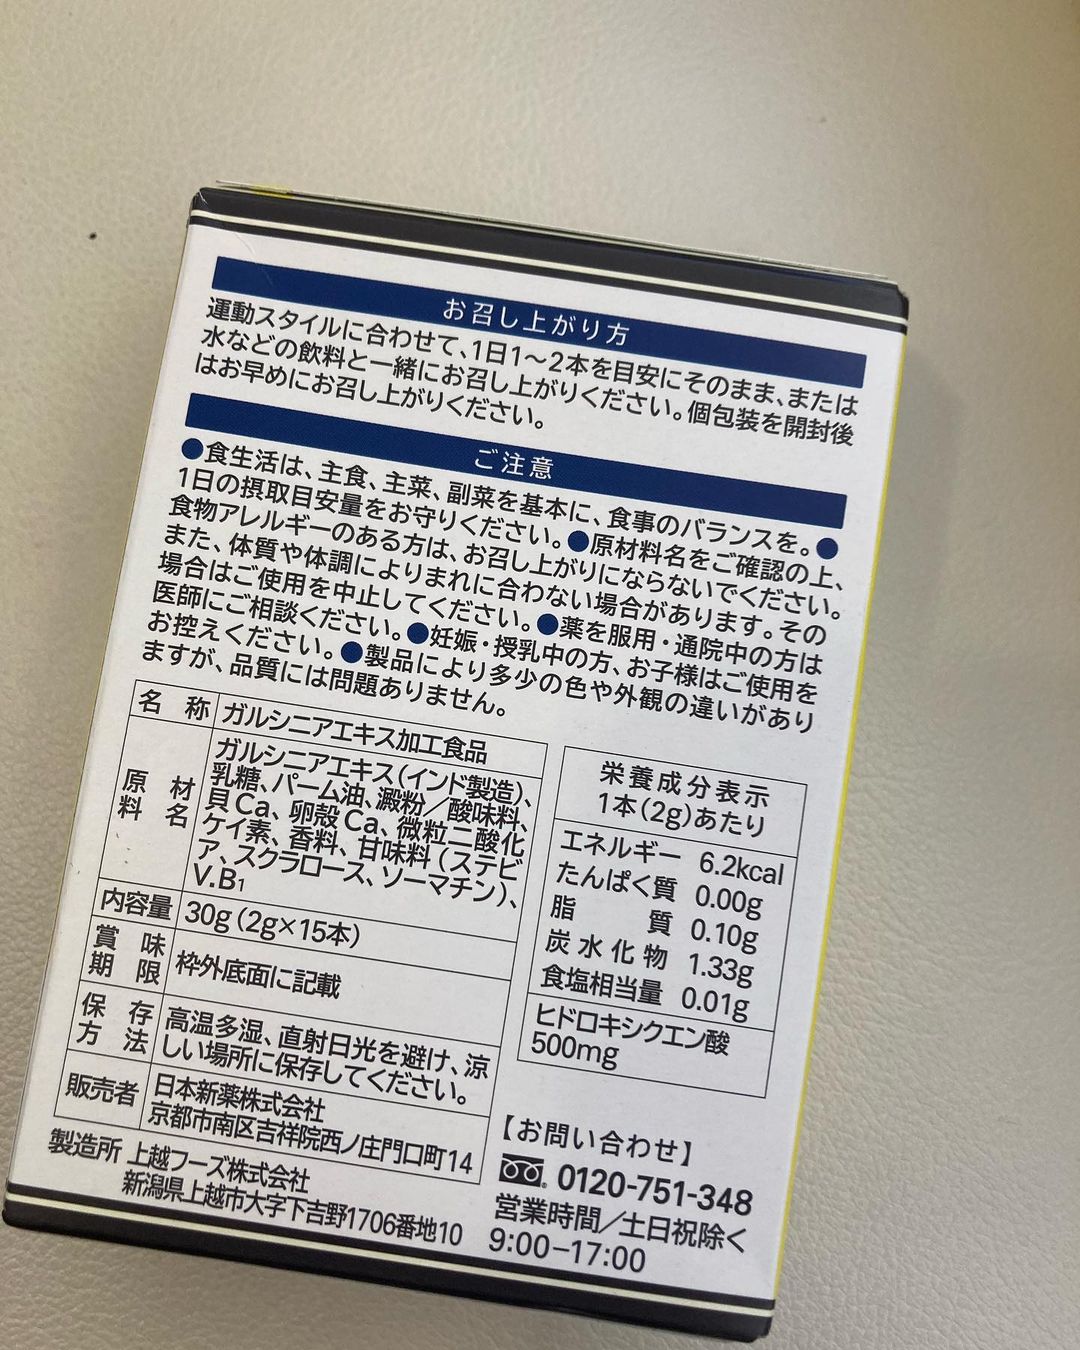 お召し上がり方
運動スタイルに合わせて、1日1～2本を目安にそのまま、または
水などの飲料と一緒にお召し上がりください。個包装を開封後
はお早めにお召し上がりください。
ご注意
●食生活は、主食、主菜、副菜を基本に、食事のバランスを。●
1日の摂取目安量をお守りください。●原材料名をご確認の上、
食物アレルギーのある方は、お召し上がりにならないでください。
また、体質や体調によりまれに合わない場合があります。その
場合はご使用を中止してください。●薬を服用・通院中の方は
医師にご相談ください。●妊娠・授乳中の方、お子様はご使用を
お控えください。●製品により多少の色や外観の違いがあり
ますが、品質には問題ありません。
名称 ガルシニアエキス加工食品
原材料名 ガルシニアエキス(インド製造)、
乳糖、パーム油、澱粉／酸味料、
貝Ca、卵殻Ca、微粒二酸化
ケイ素、香料、甘味料(ステビ
ア、スクラロース、ソーマチン)、
V.B1
内容量 30g(2g×15本)
賞味期限 枠外底面に記載
保存方法 高温多湿、直射日光を避け、涼
しい場所に保存してください。
販売者 日本新薬株式会社
京都市南区吉祥院西ノ庄門口町14
製造所 上越フーズ株式会社
新潟県上越市大字下吉野1706番地10
栄養成分表示
1本(2g)あたり
エネルギー 6.2kcal
たんぱく質 0.00g
脂質 0.10g
炭水化物 1.33g
食塩相当量 0.01g
ヒドロキシクエン酸
500mg
【お問い合わせ】
0120-751-348
営業時間／土日祝除く
9:00−17:00